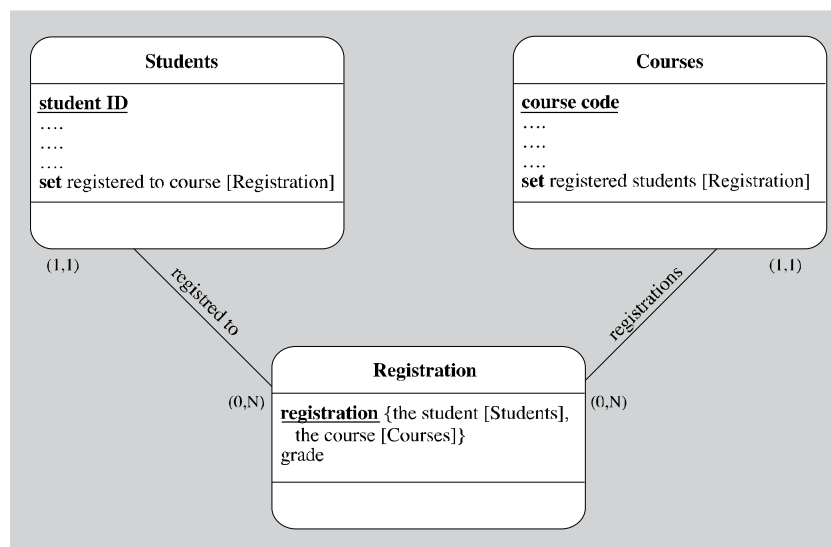 Students
student ID
....
....
....
set registered to course [Registration]
Courses
course code
....
....
....
set registered students [Registration]
(1,1)
(1,1)
registred to
registrations
(0,N)
(0,N)
Registration
registration {the student [Students],
the course [Courses]}
grade